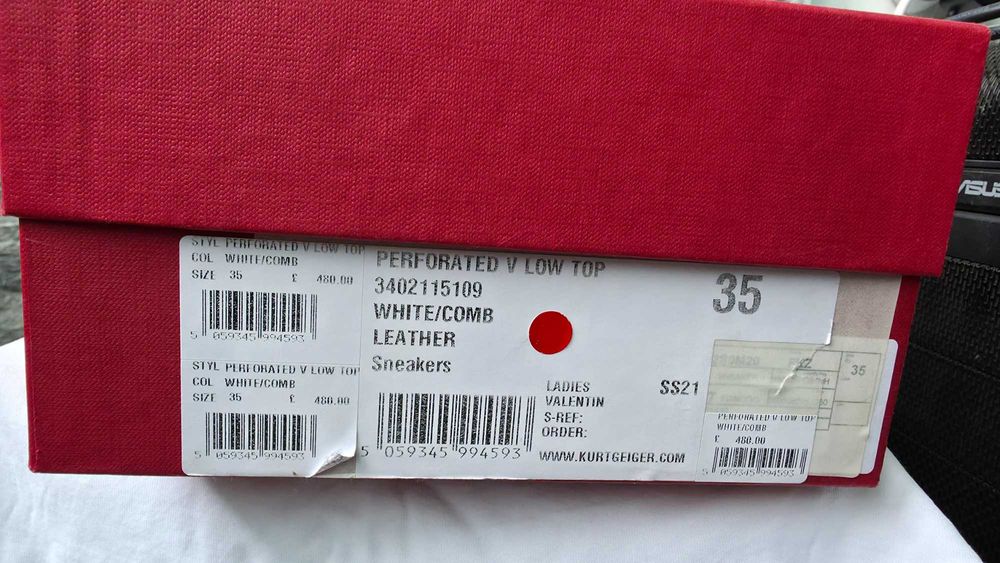 STYL PERFORATED V LOW TOP
COL WHITE/COMB
SIZE 35 £ 480.00
5 059345 994593
STYL PERFORATED V LOW TOP
COL WHITE/COMB
SIZE 35 £ 480.00
5 059345 994593
PERFORATED V LOW TOP
3402115109
WHITE/COMB
LEATHER
Sneakers
35
5 059345 994593
LADIES SS21
VALENTIN
S-REF:
ORDER:
WWW.KURTGEIGER.COM
35
PERFORATED V LOW TOP
WHITE/COMB
£ 480.00
5 059345 994593
ASUS